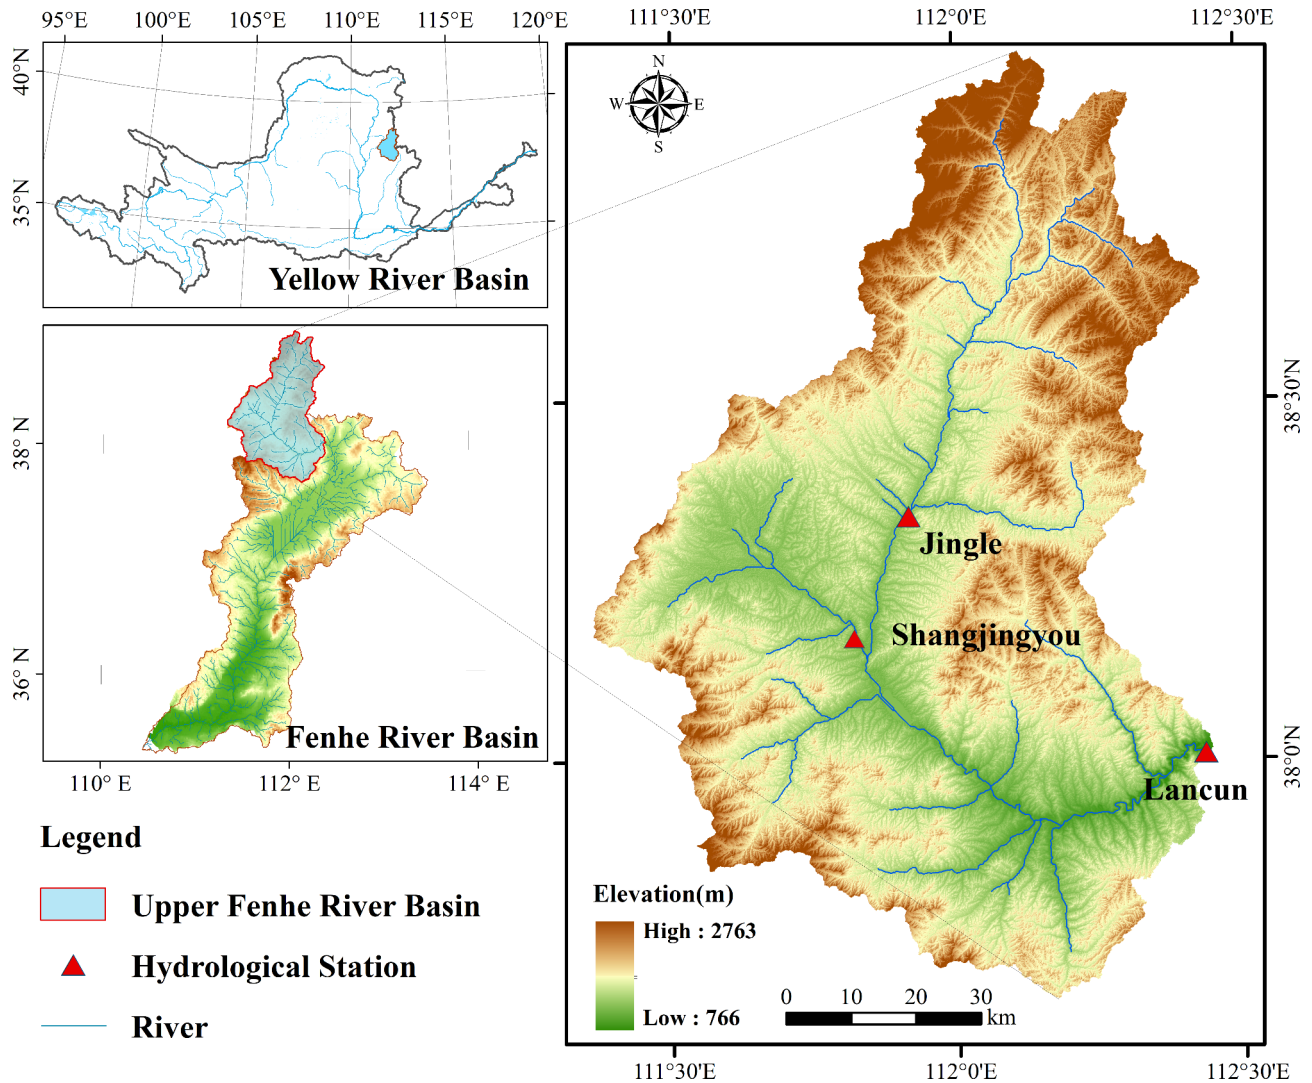 95°E 100°E 105°E 110°E 115°E 120°E
40°N
35°N
Yellow River Basin
38° N
36° N
Fenhe River Basin
110° E 112°E 114° E
Legend
Upper Fenhe River Basin
Hydrological Station
River
111°30'E 112°0'E 112°30'E
N
W E
S
38°30'N
Jingle
Shangjingyou
38°0'N
Lancun
Elevation(m)
High : 2763
Low : 766
0 10 20 30
km
111°30'E 112°0'E 112°30'E